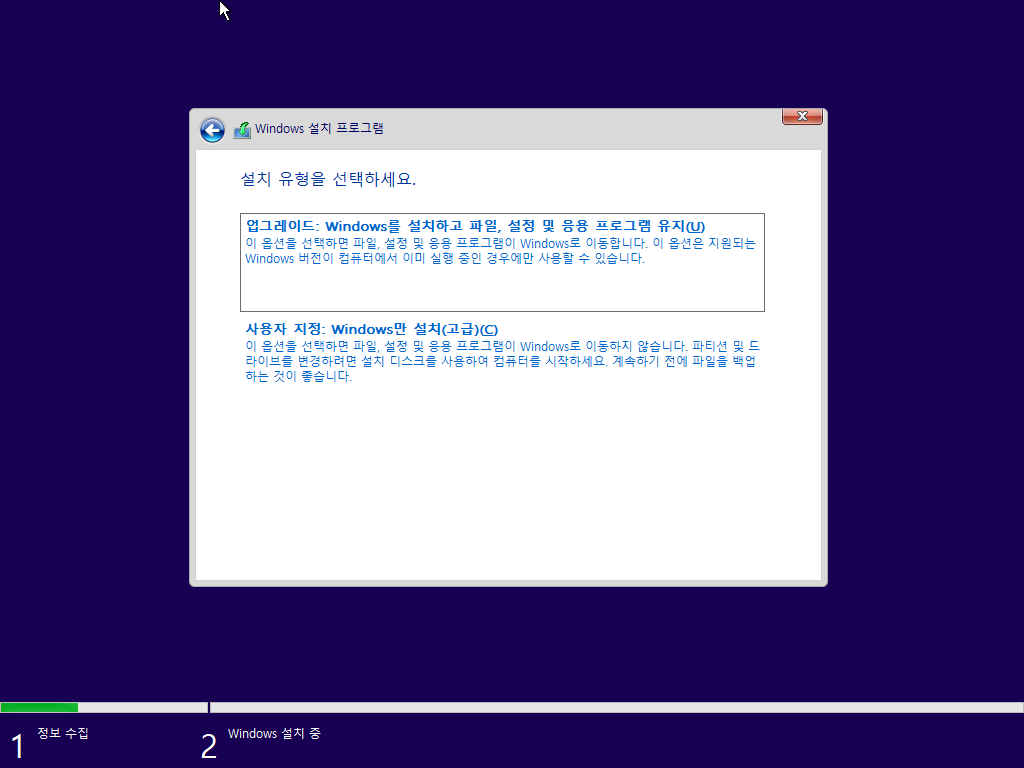 Windows 설치 프로그램
설치 유형을 선택하세요.
업그레이드: Windows를 설치하고 파일, 설정 및 응용 프로그램 유지(U)
이 옵션을 선택하면 파일, 설정 및 응용 프로그램이 Windows로 이동합니다. 이 옵션은 지원되는
Windows 버전이 컴퓨터에서 이미 실행 중인 경우에만 사용할 수 있습니다.
사용자 지정: Windows만 설치(고급)(C)
이 옵션을 선택하면 파일, 설정 및 응용 프로그램이 Windows로 이동하지 않습니다. 파티션 및 드
라이브를 변경하려면 설치 디스크를 사용하여 컴퓨터를 시작하세요. 계속하기 전에 파일을 백업
하는 것이 좋습니다.
1 정보 수집
2 Windows 설치 중